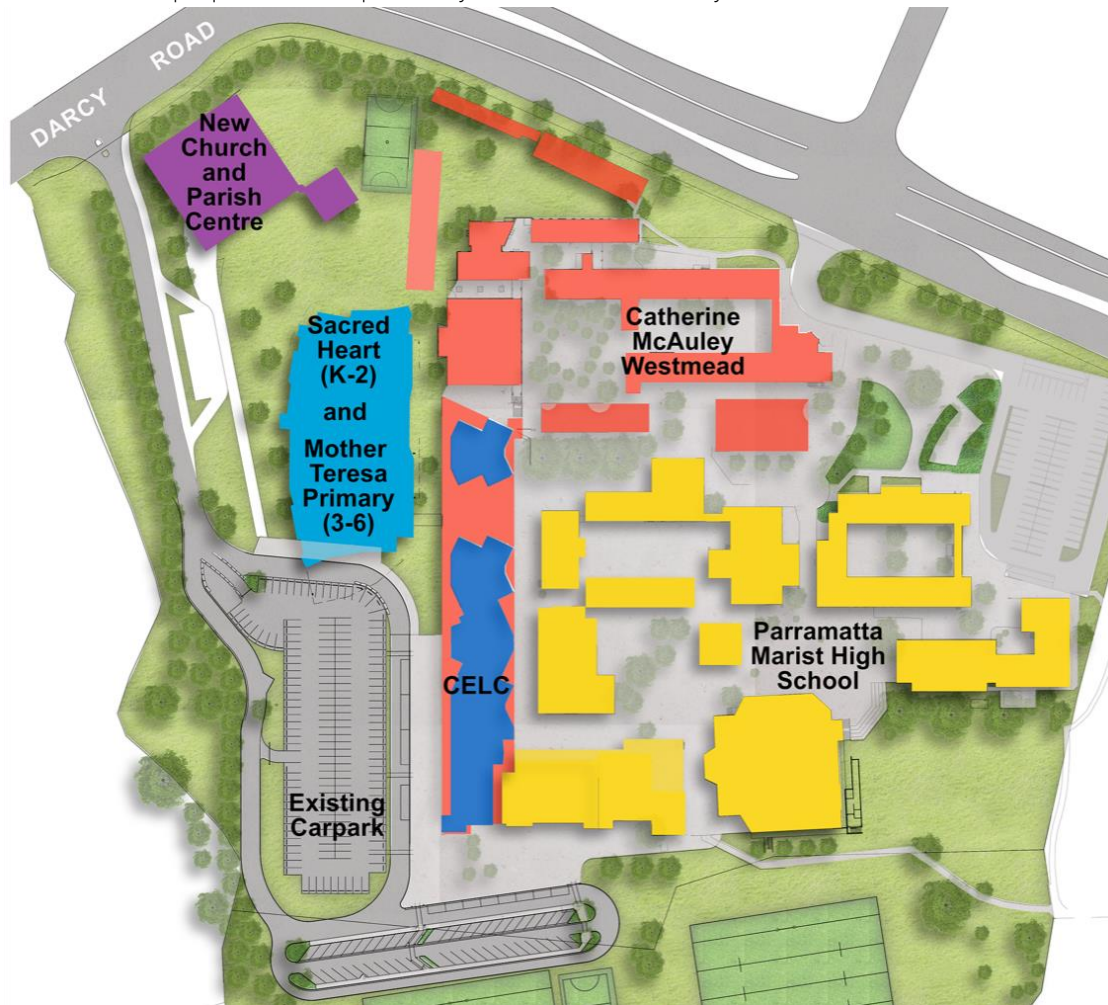 DARCY ROAD
New
Church
and
Parish
Centre
Sacred
Heart
(K-2)
and
Mother
Teresa
Primary
(3-6)
Catherine
McAuley
Westmead
CELC
Parramatta
Marist High
School
Existing
Carpark